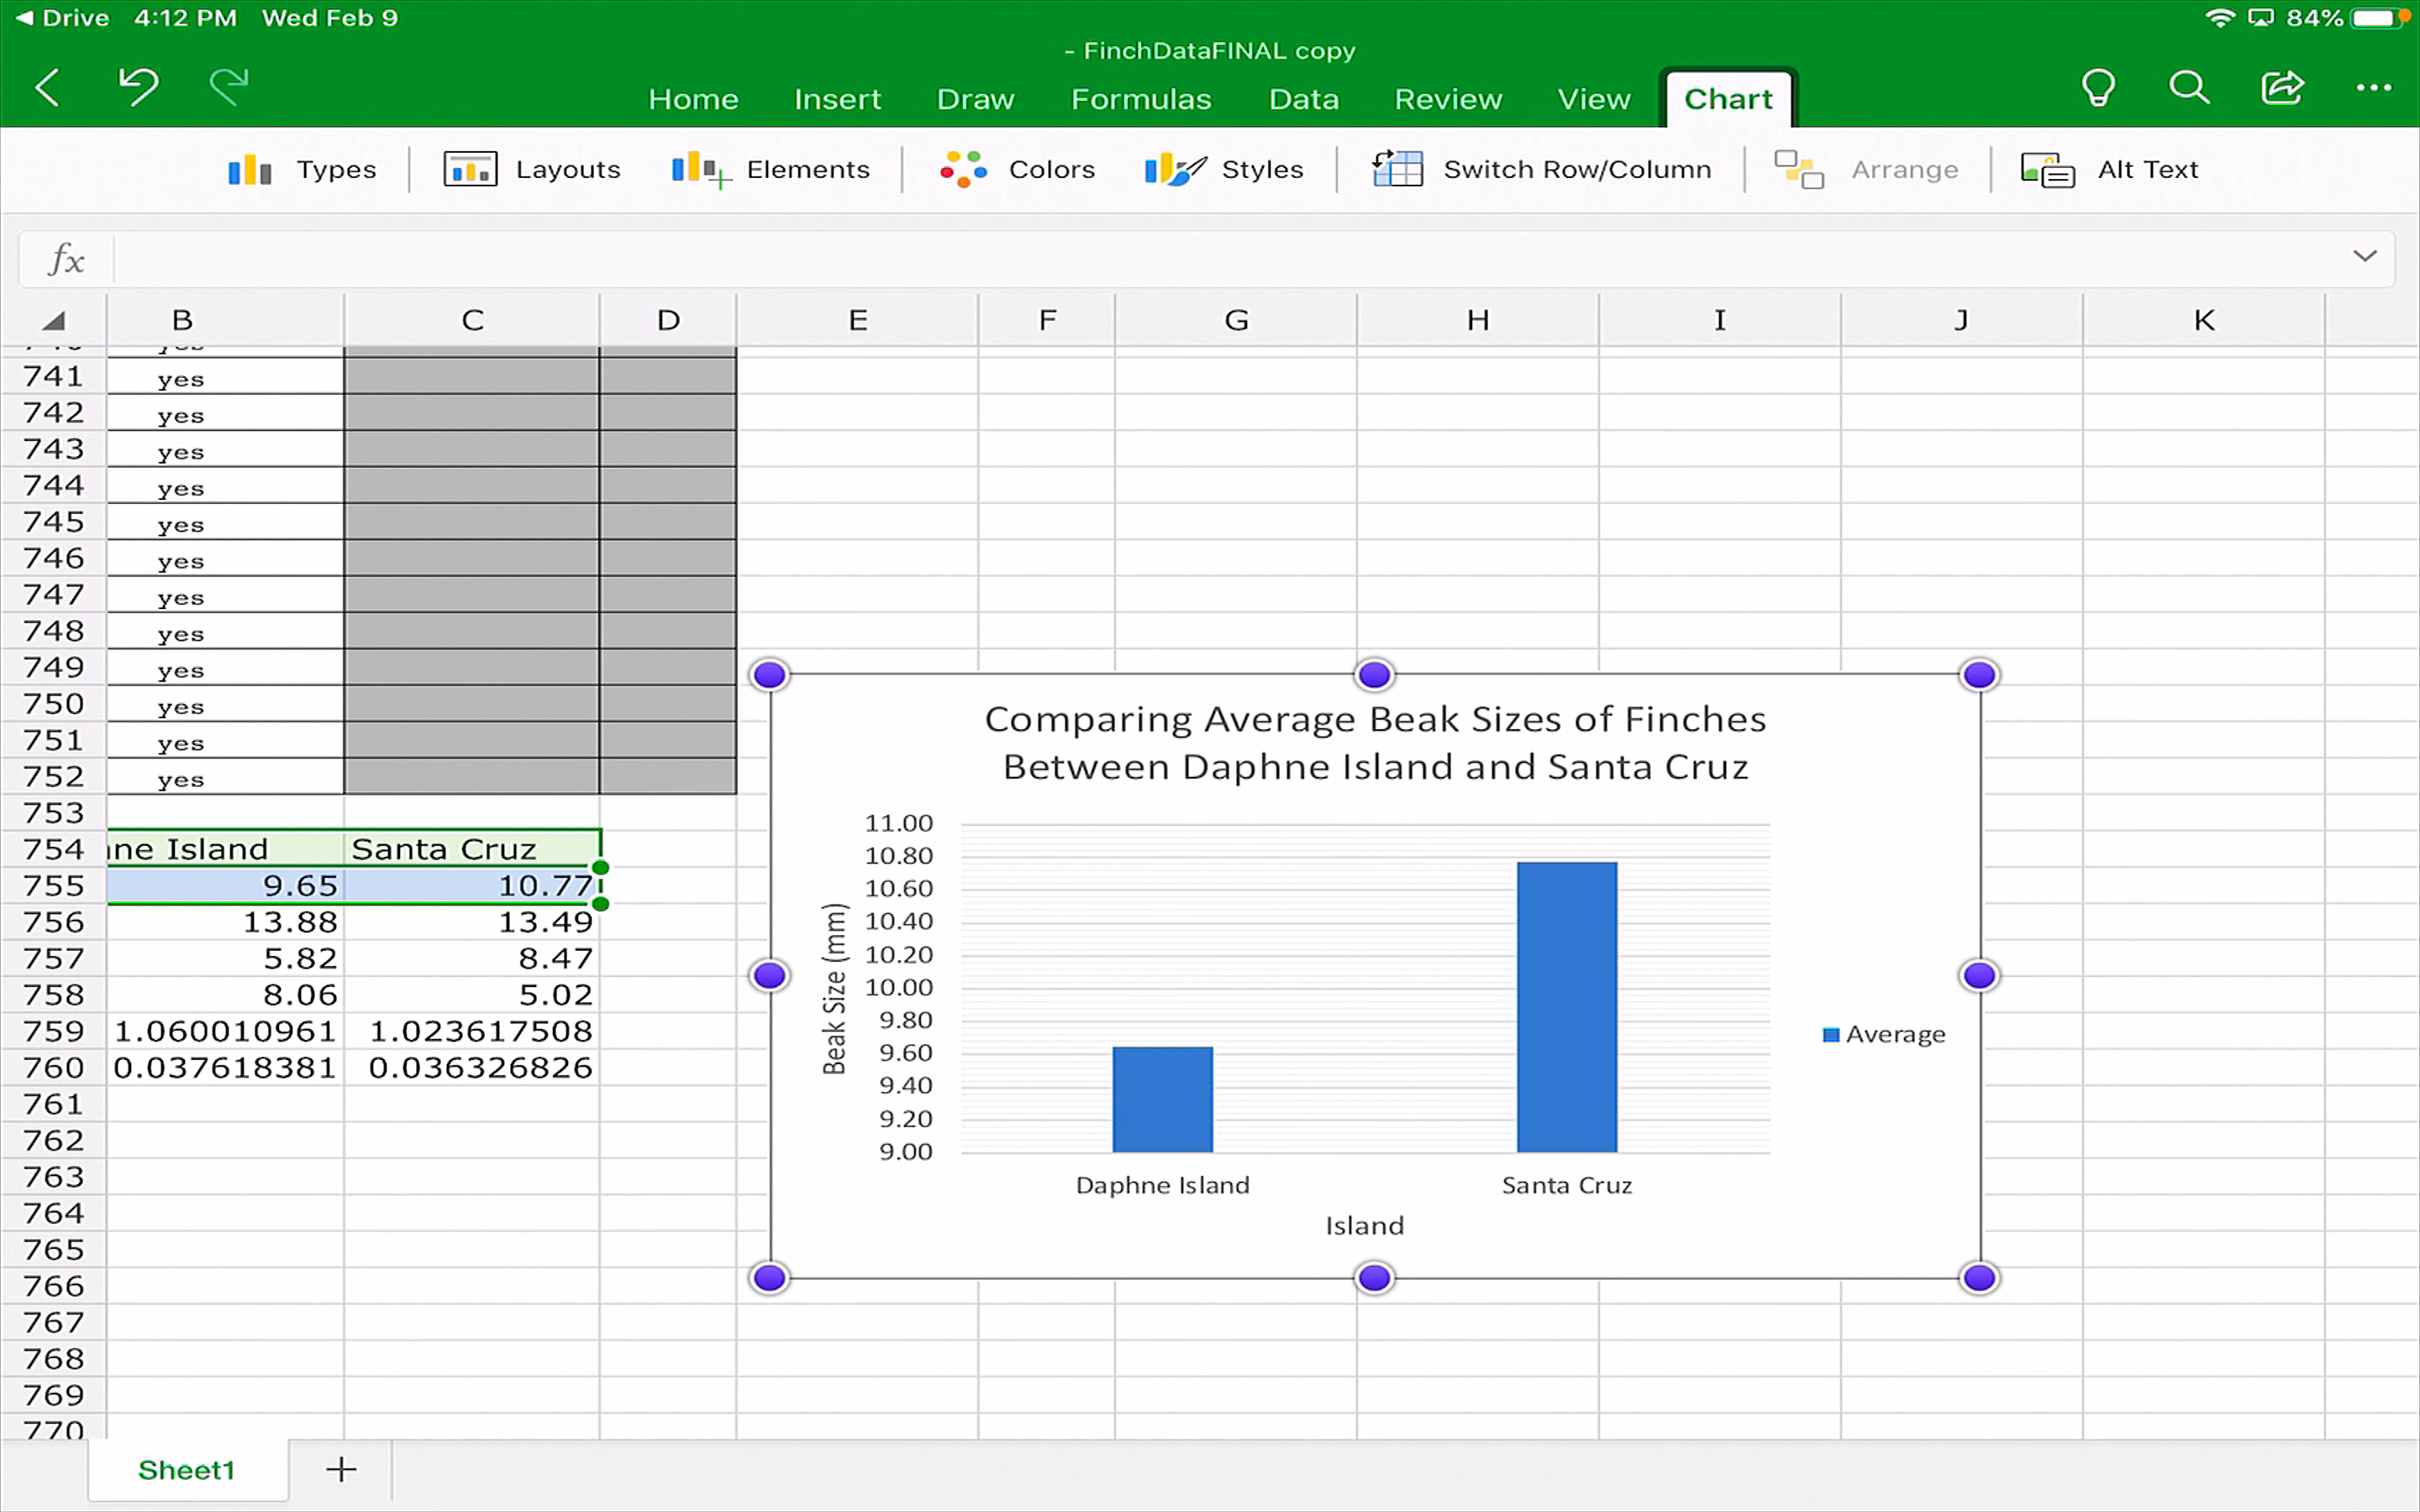 ◀ Drive 4:12 PM Wed Feb 9 84%
- FinchDataFINAL copy
Home Insert Draw Formulas Data Review View Chart
Types Layouts Elements Colors Styles Switch Row/Column Arrange Alt Text
fx
B C D E F G H I J K
741 yes
742 yes
743 yes
744 yes
745 yes
746 yes
747 yes
748 yes
749 yes
750 yes
751 yes
752 yes
753
754 ne Island Santa Cruz
755 9.65 10.77
756 13.88 13.49
757 5.82 8.47
758 8.06 5.02
759 1.060010961 1.023617508
760 0.037618381 0.036326826
761
762
763
764
765
766
767
768
769
770
Comparing Average Beak Sizes of Finches
Between Daphne Island and Santa Cruz
11.00
10.80
10.60
10.40
10.20
10.00
9.80
9.60
9.40
9.20
9.00
Beak Size (mm)
Daphne Island Santa Cruz
Island
Average
Sheet1 +